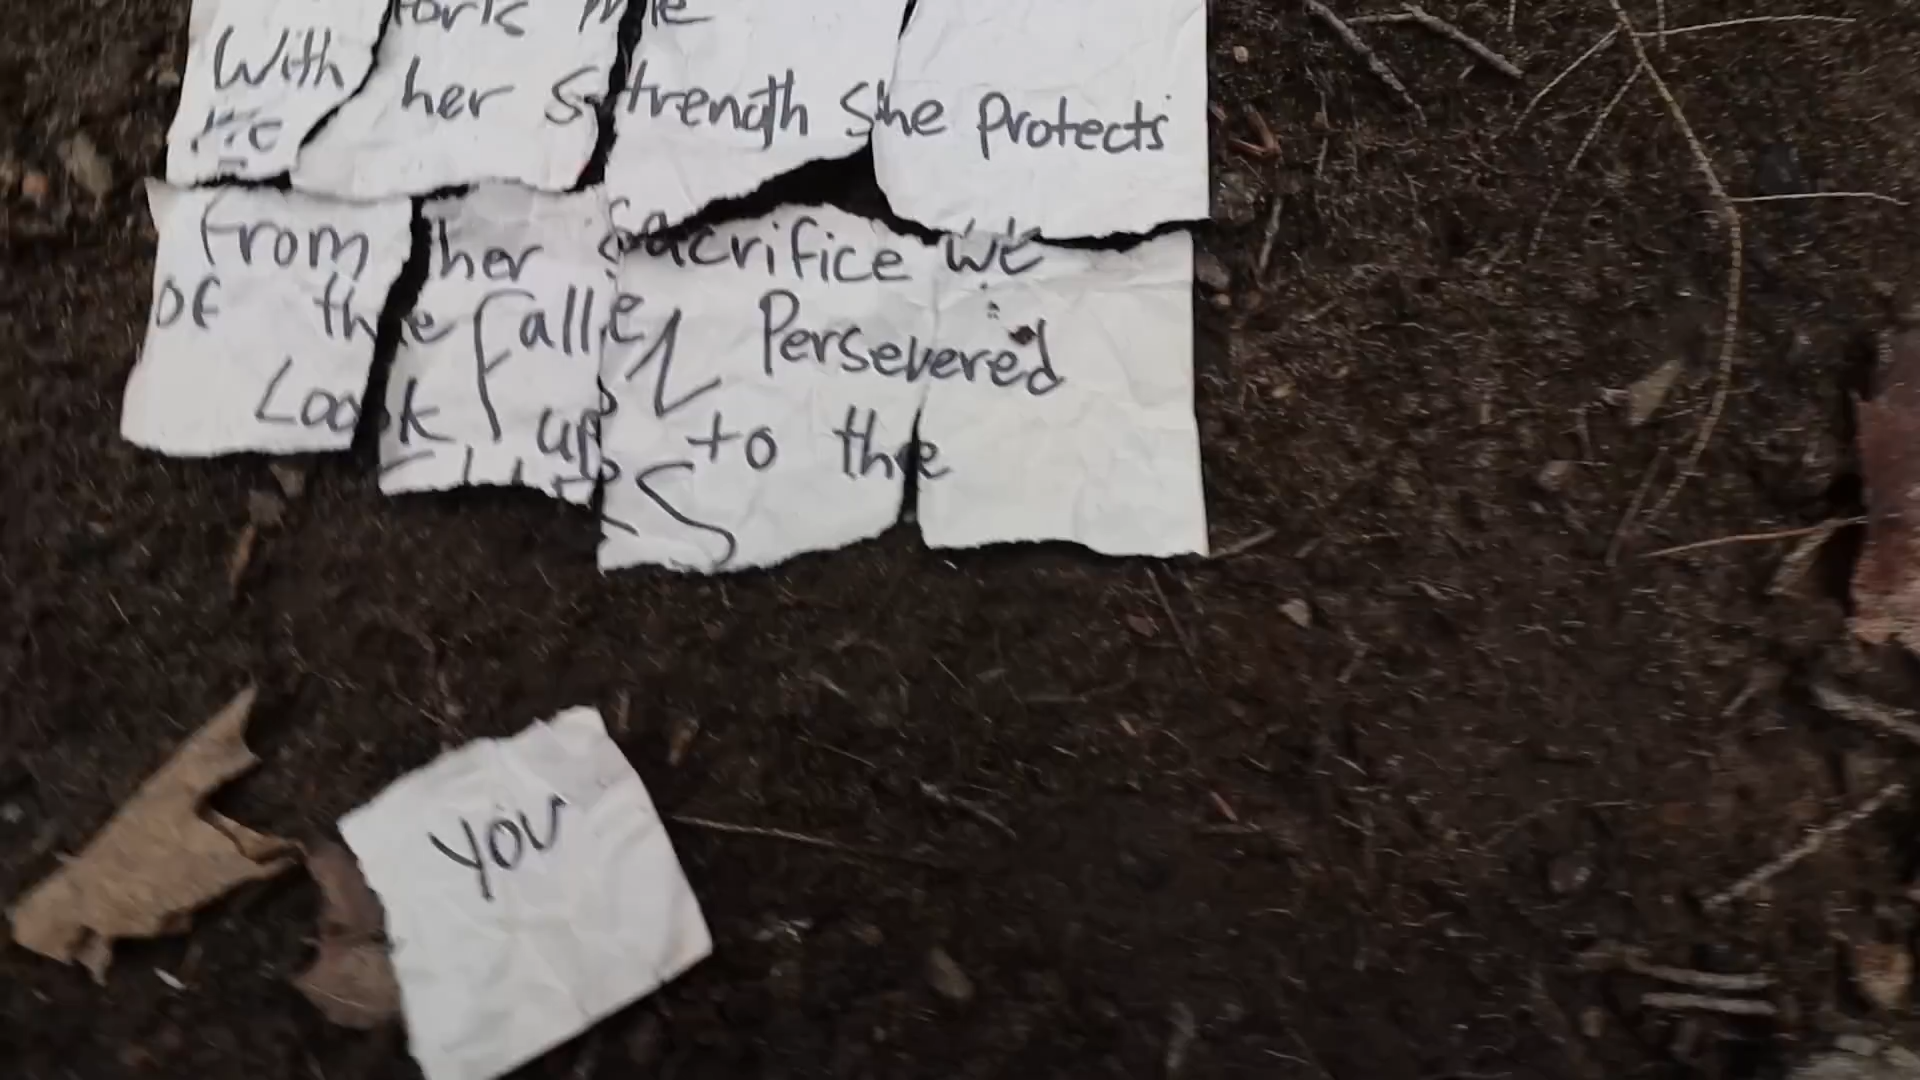 With her Strength She Protects
From her Sacrifice we
of the fallen Persevered
Look up to the
you